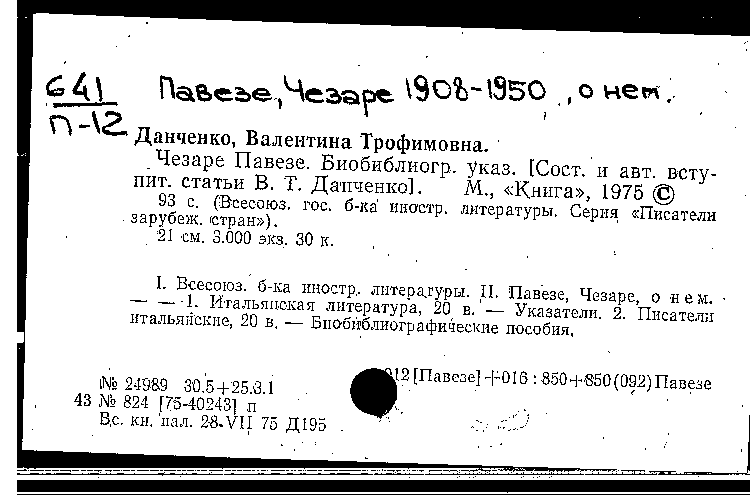 641
П-12
Павезе, Чезаре 1908-1950, о нем.
Данченко, Валентина Трофимовна.
Чезаре Павезе. Биобиблиогр. указ. [Сост. и авт. всту-
пит. статьи В. Т. Данченко]. М., «Книга», 1975 ©
93 с. (Всесоюз. гос. б-ка иностр. литературы. Серия «Писатели
зарубеж. стран»).
21 см. 3.000 экз. 30 к.
I. Всесоюз. б-ка иностр. литературы. II. Павезе, Чезаре, о нем.
— — 1. Итальянская литература, 20 в. — Указатели. 2. Писатели
итальянские, 20 в. — Биобиблиографические пособия.
№ 24989 30.5+25.3.1
012[Павезе]+016:850+850(092)Павезе
43 № 824 [75-40243] п
Вс. кн. пал. 28.VII 75 Д195